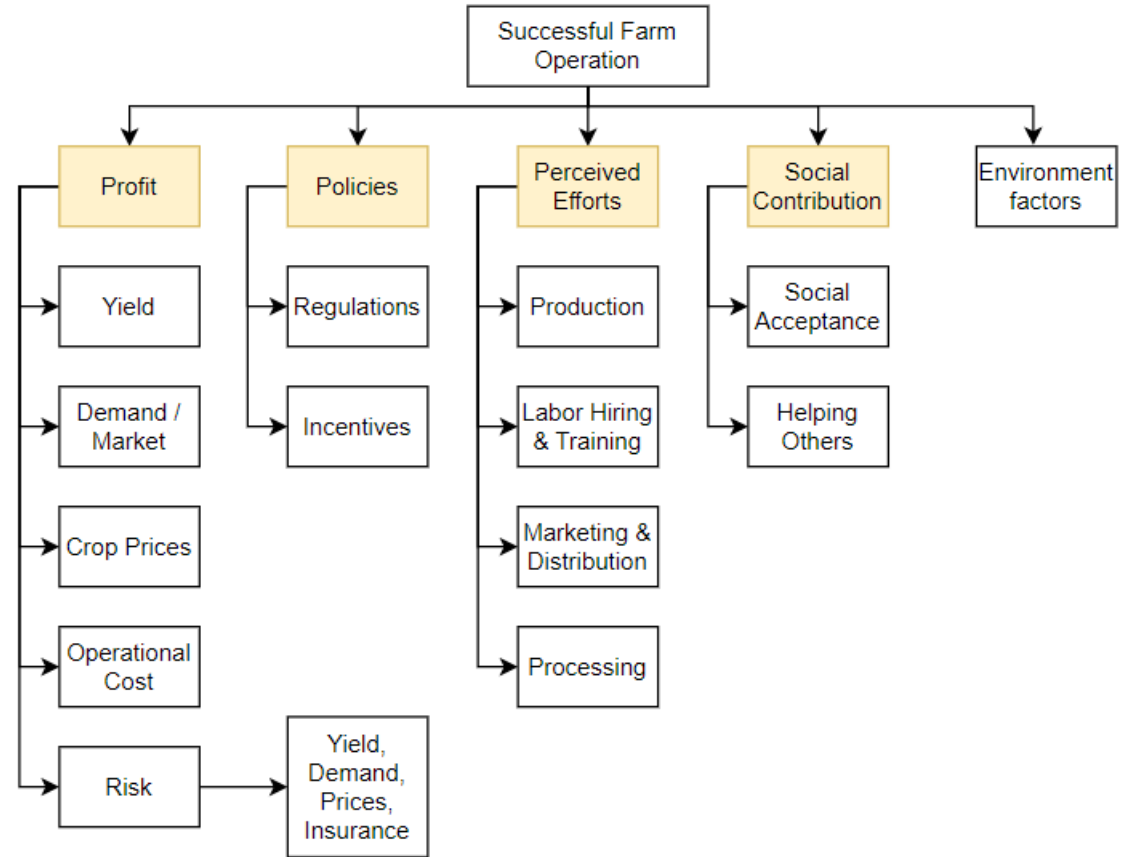 Successful Farm
Operation
Profit
Policies
Perceived
Efforts
Social
Contribution
Environment
factors
Yield
Regulations
Production
Social
Acceptance
Demand /
Market
Incentives
Labor Hiring
& Training
Helping
Others
Crop Prices
Marketing &
Distribution
Operational
Cost
Processing
Risk
Yield,
Demand,
Prices,
Insurance